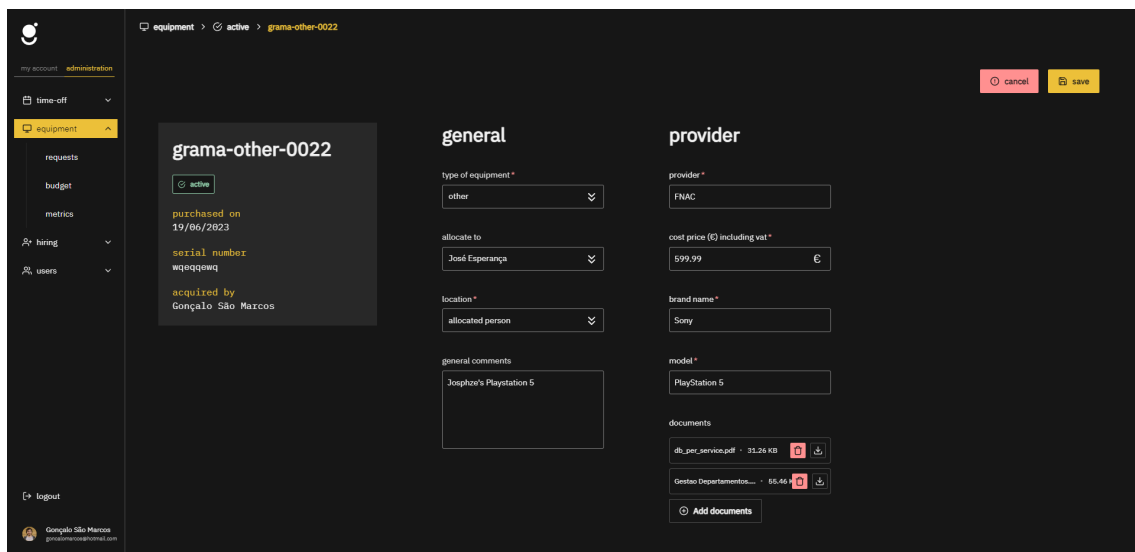 equipment > active > grama-other-0022
my account administration
cancel
save
time-off
equipment
requests
budget
metrics
hiring
users
logout
Gonçalo São Marcos
goncalomarcos@hotmail.com
grama-other-0022
active
purchased on
19/06/2023
serial number
wqeqqewq
acquired by
Gonçalo São Marcos
general
type of equipment*
other
allocate to
José Esperança
location*
allocated person
general comments
Josphze's Playstation 5
provider
provider*
FNAC
cost price (€) including vat*
599.99 €
brand name*
Sony
model*
PlayStation 5
documents
db_per_service.pdf • 31.26 KB
Gestao Departamentos.... • 55.46 K
Add documents